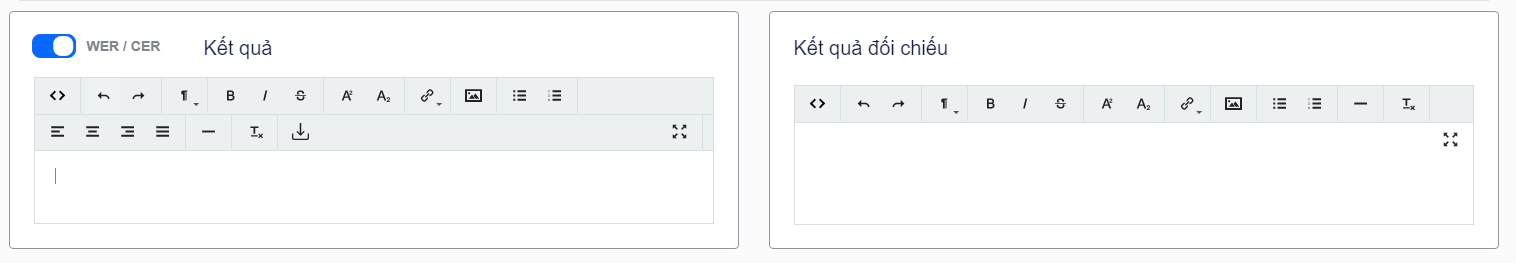 WER / CER
Kết quả
Kết quả đối chiếu